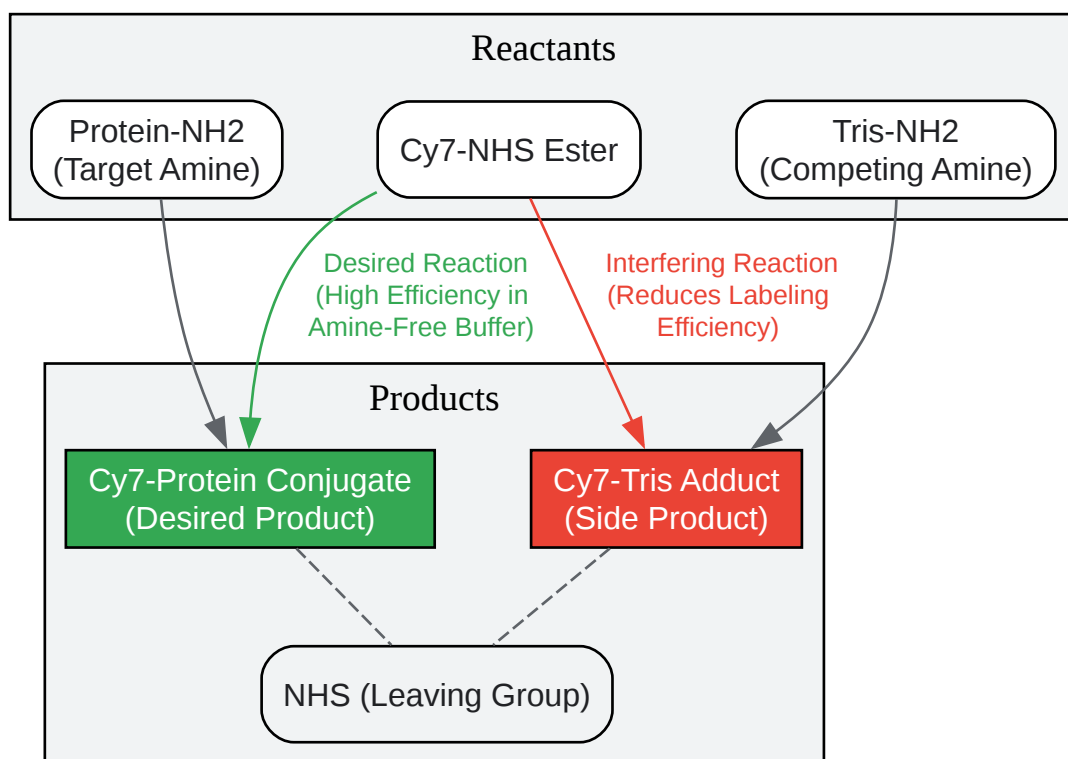 Reactants
Protein-NH2
(Target Amine)
Cy7-NHS Ester
Tris-NH2
(Competing Amine)
Desired Reaction
(High Efficiency in
Amine-Free Buffer)
Interfering Reaction
(Reduces Labeling
Efficiency)
Products
Cy7-Protein Conjugate
(Desired Product)
Cy7-Tris Adduct
(Side Product)
NHS (Leaving Group)